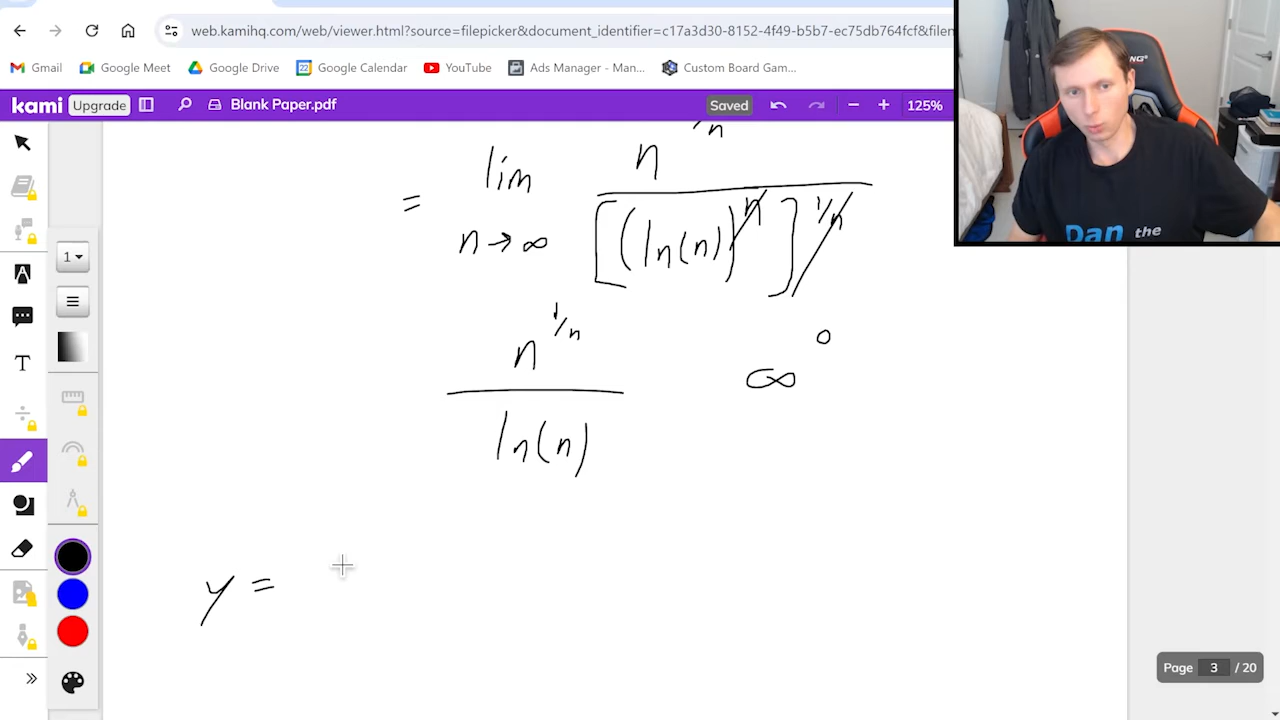 web.kamihq.com/web/viewer.html?source=filepicker&document_identifier=c17a3d30-8152-4f49-b5b7-ec75db764fcf&filen
Gmail Google Meet Google Drive 22 Google Calendar YouTube Ads Manager - Man... Custom Board Gam...
kami Upgrade Blank Paper.pdf Saved 125%
1/n
lim n
= n → ∞ [(ln(n))^n]^1/n
1
n^1/n ∞^0
ln(n)
T
y =
Dan the
Page 3 / 20